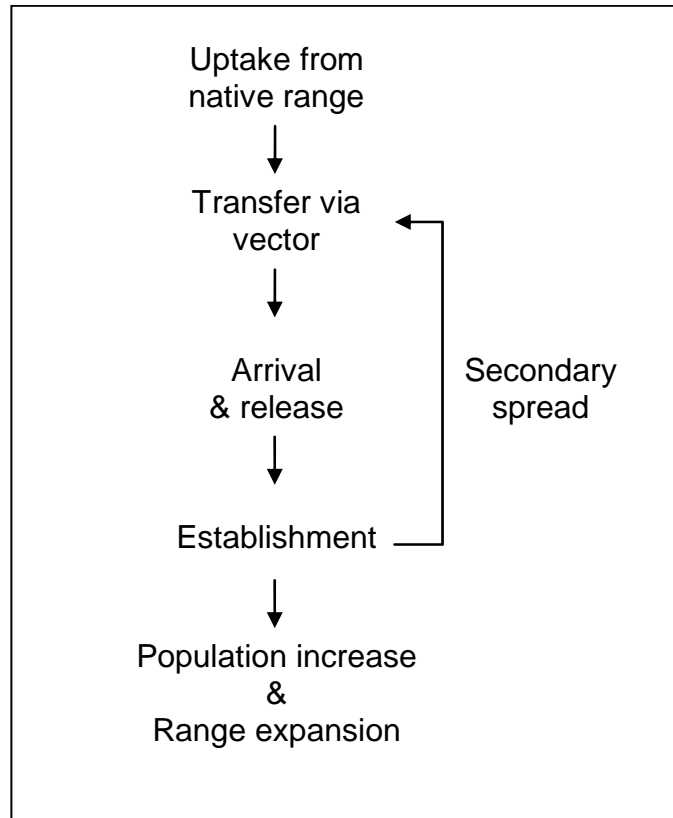 Uptake from
native range
Transfer via
vector
Arrival
& release
Secondary
spread
Establishment
Population increase
&
Range expansion